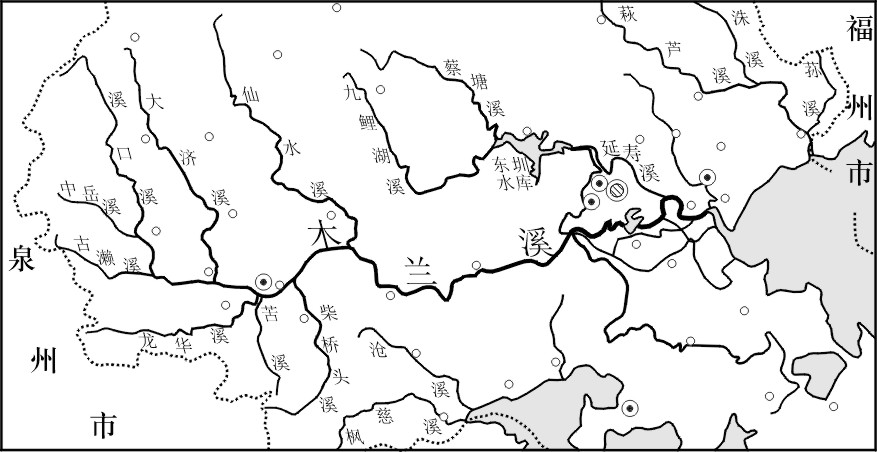 福州市
泉州市
木兰溪
萩芦溪
洙溪
荪溪
蔡塘溪
九鲤湖溪
东圳水库
延寿溪
仙水溪
大济溪
溪口溪
中岳溪
古濑溪
龙华溪
苦溪
柴桥头溪
沧溪
枫慈溪